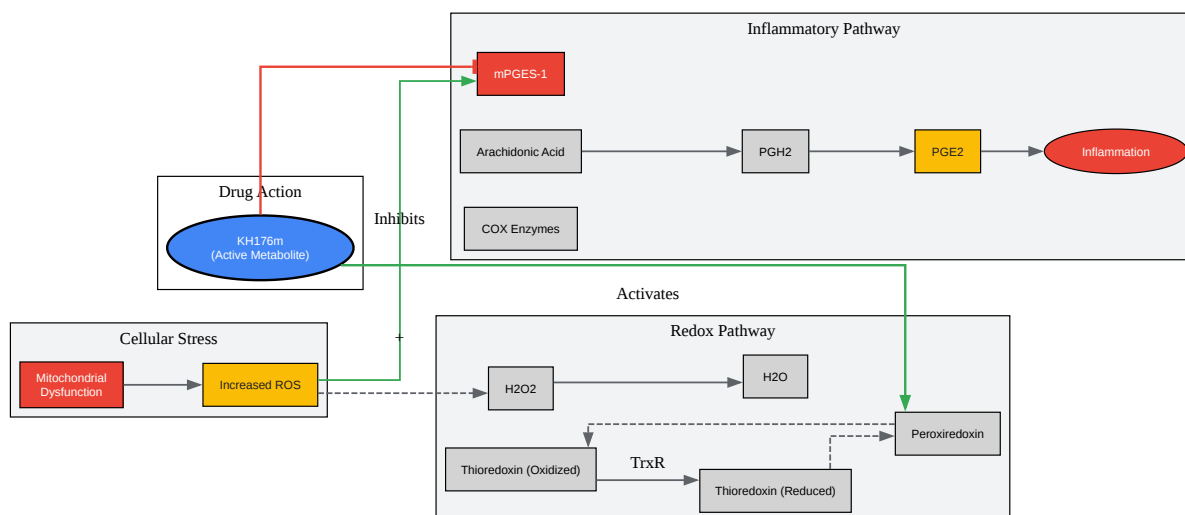 Inflammatory Pathway
mPGES-1
Arachidonic Acid
PGH2
PGE2
Inflammation
COX Enzymes
Drug Action
KH176m
(Active Metabolite)
Inhibits
Activates
Cellular Stress
Mitochondrial
Dysfunction
Increased ROS
+
Redox Pathway
H2O2
H2O
Peroxiredoxin
Thioredoxin (Oxidized)
TrxR
Thioredoxin (Reduced)